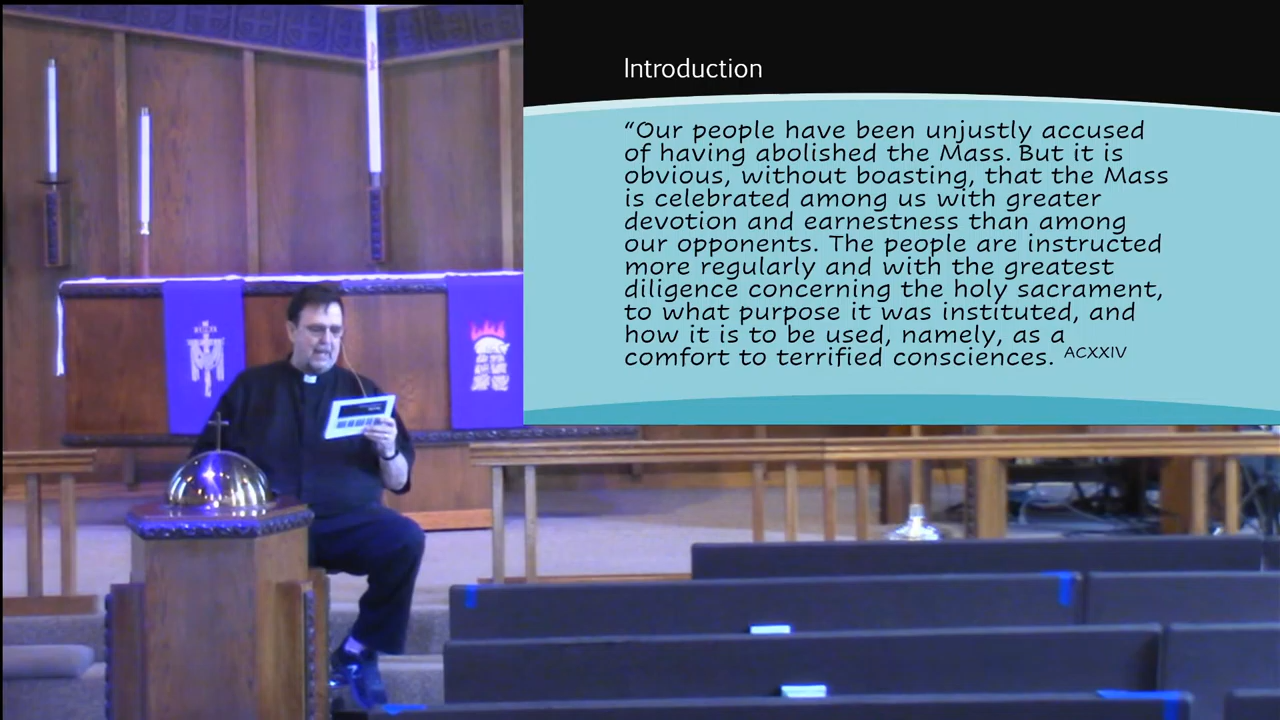 Introduction
“Our people have been unjustly accused
of having abolished the Mass. But it is
obvious, without boasting, that the Mass
is celebrated among us with greater
devotion and earnestness than among
our opponents. The people are instructed
more regularly and with the greatest
diligence concerning the holy sacrament,
to what purpose it was instituted, and
how it is to be used, namely, as a
comfort to terrified consciences. ACXXIV